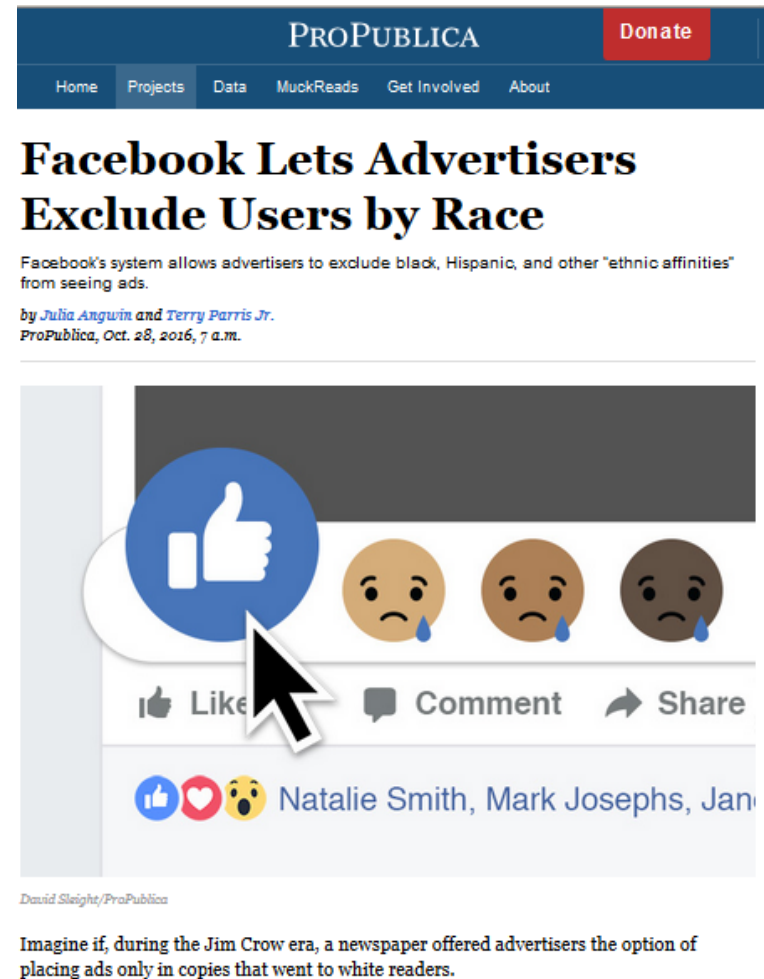 PROPUBLICA
Donate
Home Projects Data MuckReads Get Involved About
Facebook Lets Advertisers
Exclude Users by Race
Facebook's system allows advertisers to exclude black, Hispanic, and other "ethnic affinities"
from seeing ads.
by Julia Angwin and Terry Parris Jr.
ProPublica, Oct. 28, 2016, 7 a.m.
Like Comment Share
Natalie Smith, Mark Josephs, Jan
David Sleight/ProPublica
Imagine if, during the Jim Crow era, a newspaper offered advertisers the option of
placing ads only in copies that went to white readers.